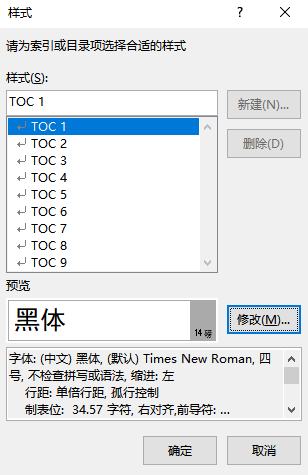 样式
请为索引或目录项选择合适的样式
样式(S):
TOC 1
新建(N)...
TOC 1
TOC 2
删除(D)
TOC 3
TOC 4
TOC 5
TOC 6
TOC 7
TOC 8
TOC 9
预览
黑体
14 磅
修改(M)...
字体: (中文) 黑体, (默认) Times New Roman, 四
号, 不检查拼写或语法, 缩进: 左
行距: 单倍行距, 孤行控制
制表位: 34.57 字符, 右对齐,前导符: ...
确定
取消